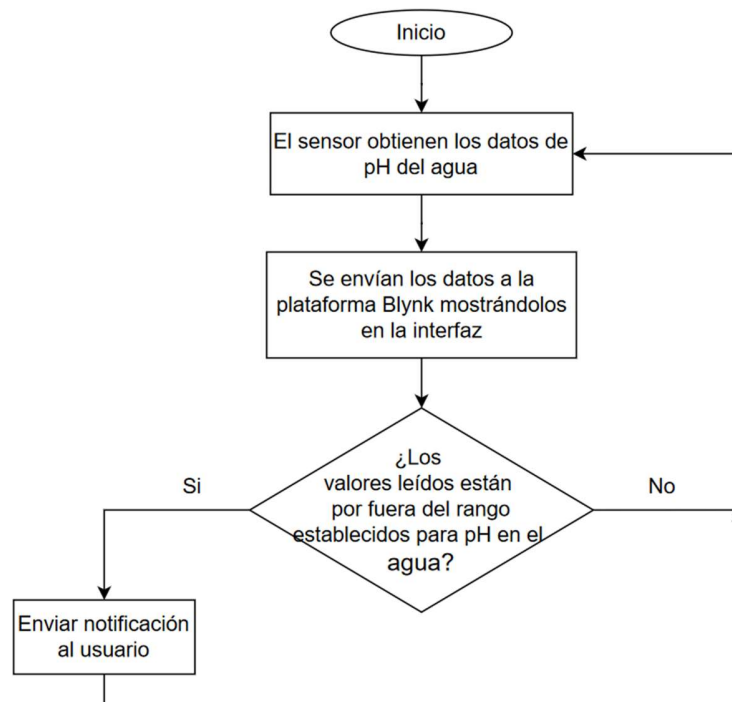 Inicio
El sensor obtienen los datos de
pH del agua
Se envían los datos a la
plataforma Blynk mostrándolos
en la interfaz
¿Los
valores leídos están
por fuera del rango
establecidos para pH en el
agua?
Si
No
Enviar notificación
al usuario